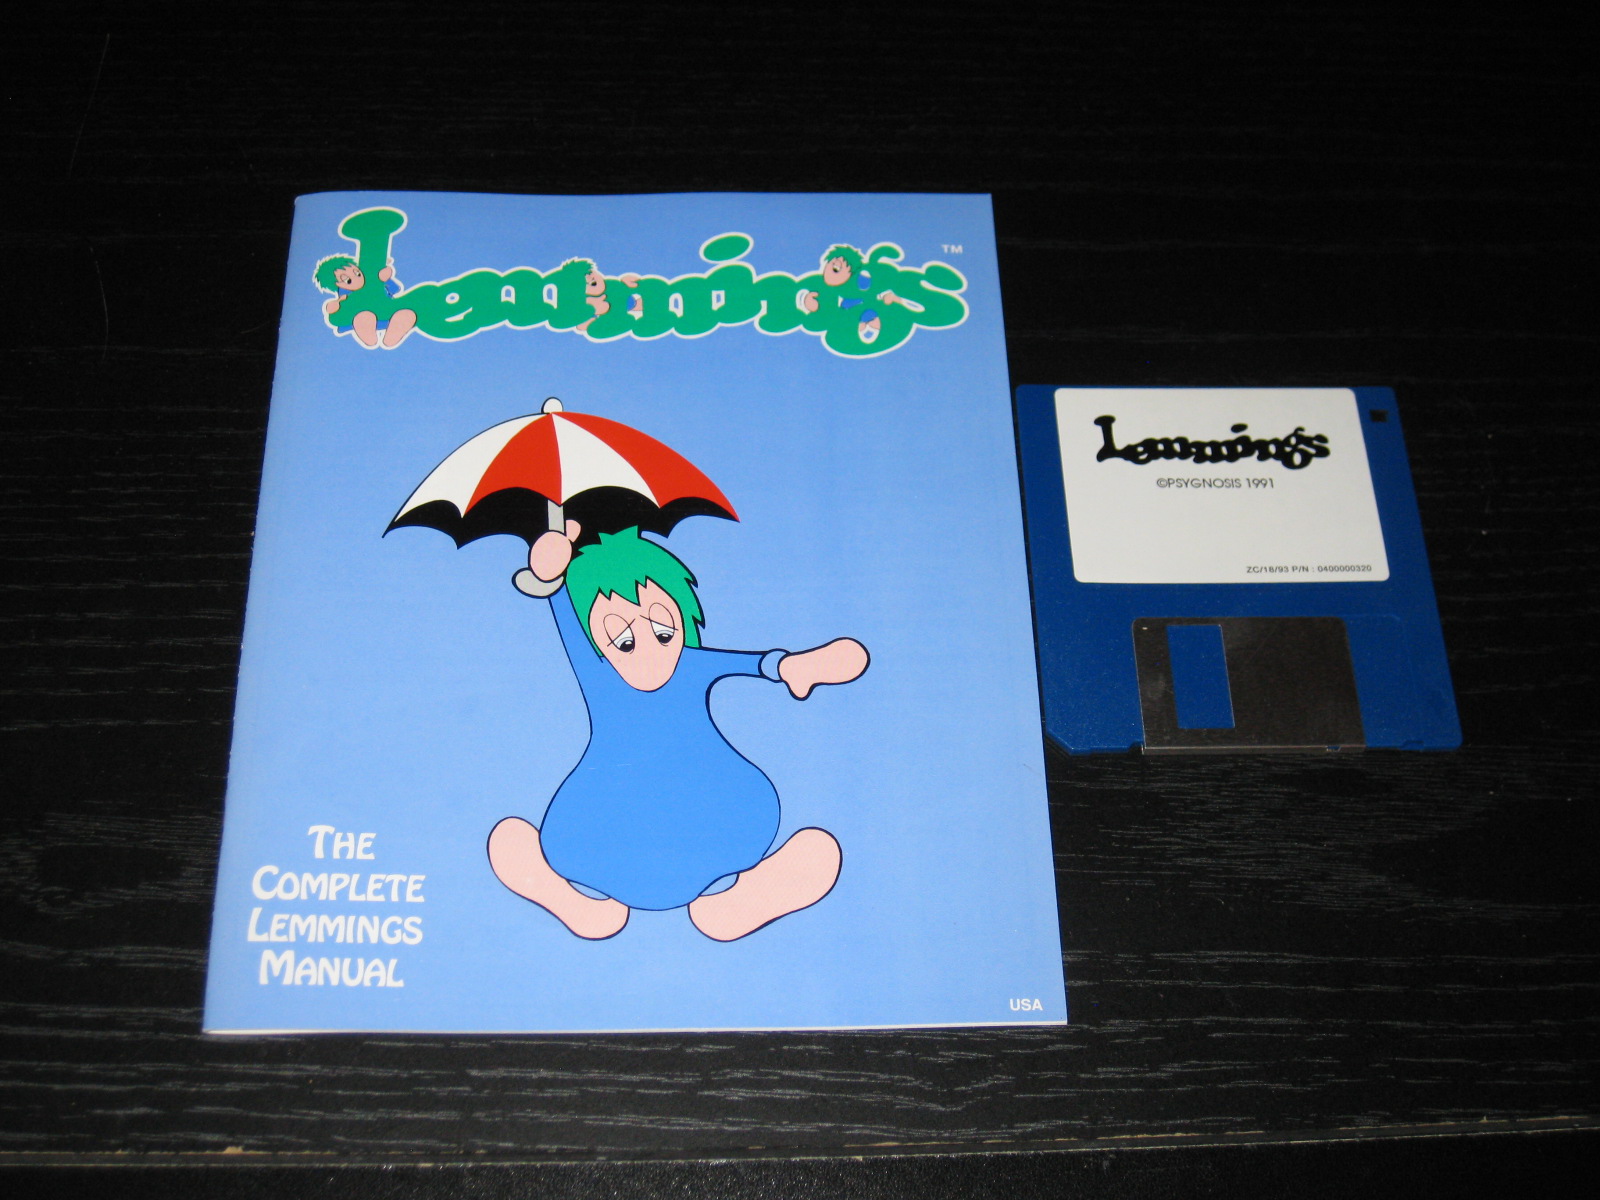 Lemmings
TM
THE
COMPLETE
LEMMINGS
MANUAL
USA
Lemmings
©PSYGNOSIS 1991
ZC/18/93 P/N : 0400000320